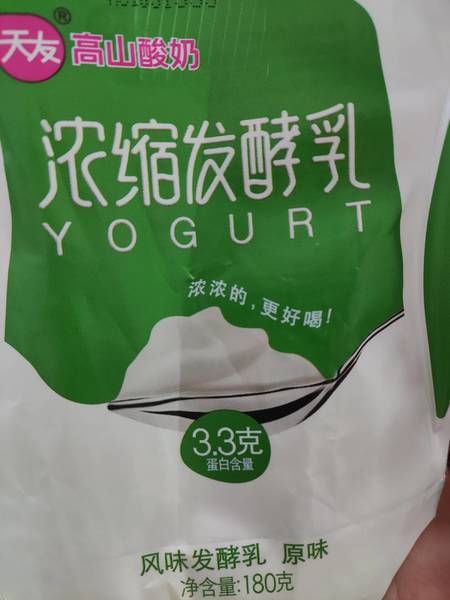 天友®
高山酸奶
浓缩发酵乳
YOGURT
浓浓的,更好喝!
3.3克
蛋白含量
风味发酵乳 原味
净含量:180克